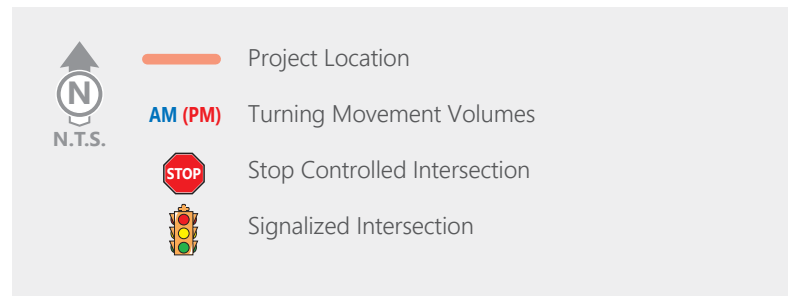 Project Location
N
AM (PM) Turning Movement Volumes
N.T.S.
STOP Stop Controlled Intersection
Signalized Intersection